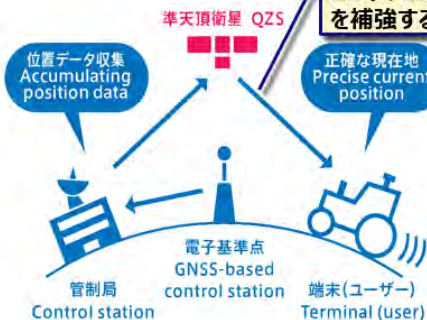 準天頂衛星 QZS
を補強する
位置データ収集
Accumulating
position data
正確な現在地
Precise current
position
電子基準点
GNSS-based
control station
管制局
Control station
端末(ユーザー)
Terminal (user)